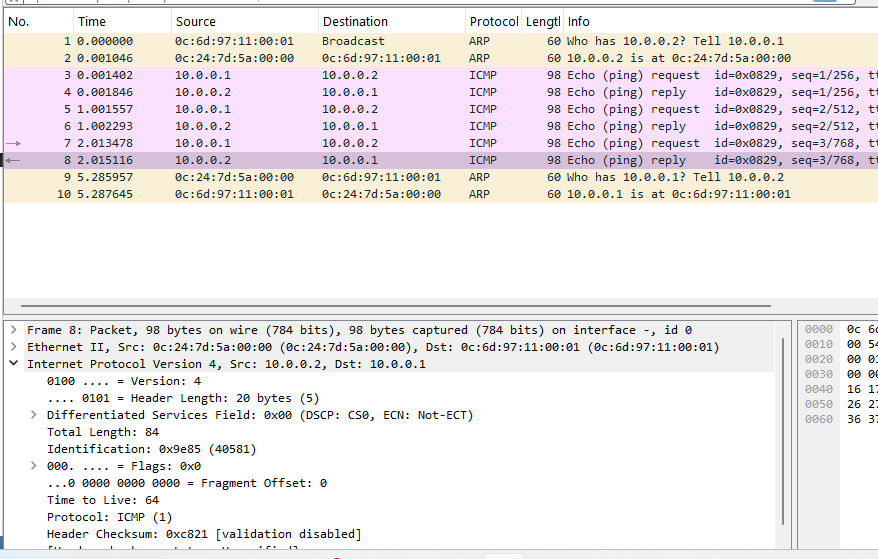 No. Time Source Destination Protocol Lengtl Info
1 0.000000 0c:6d:97:11:00:01 Broadcast ARP 60 Who has 10.0.0.2? Tell 10.0.0.1
2 0.001046 0c:24:7d:5a:00:00 0c:6d:97:11:00:01 ARP 60 10.0.0.2 is at 0c:24:7d:5a:00:00
3 0.001402 10.0.0.1 10.0.0.2 ICMP 98 Echo (ping) request id=0x0829, seq=1/256, tt
4 0.001846 10.0.0.2 10.0.0.1 ICMP 98 Echo (ping) reply id=0x0829, seq=1/256, tt
5 1.001557 10.0.0.1 10.0.0.2 ICMP 98 Echo (ping) request id=0x0829, seq=2/512, tt
6 1.002293 10.0.0.2 10.0.0.1 ICMP 98 Echo (ping) reply id=0x0829, seq=2/512, tt
7 2.013478 10.0.0.1 10.0.0.2 ICMP 98 Echo (ping) request id=0x0829, seq=3/768, tt
8 2.015116 10.0.0.2 10.0.0.1 ICMP 98 Echo (ping) reply id=0x0829, seq=3/768, tt
9 5.285957 0c:24:7d:5a:00:00 0c:6d:97:11:00:01 ARP 60 Who has 10.0.0.1? Tell 10.0.0.2
10 5.287645 0c:6d:97:11:00:01 0c:24:7d:5a:00:00 ARP 60 10.0.0.1 is at 0c:6d:97:11:00:01
Frame 8: Packet, 98 bytes on wire (784 bits), 98 bytes captured (784 bits) on interface -, id 0
Ethernet II, Src: 0c:24:7d:5a:00:00 (0c:24:7d:5a:00:00), Dst: 0c:6d:97:11:00:01 (0c:6d:97:11:00:01)
Internet Protocol Version 4, Src: 10.0.0.2, Dst: 10.0.0.1
0100 .... = Version: 4
.... 0101 = Header Length: 20 bytes (5)
Differentiated Services Field: 0x00 (DSCP: CS0, ECN: Not-ECT)
Total Length: 84
Identification: 0x9e85 (40581)
000. .... = Flags: 0x0
...0 0000 0000 0000 = Fragment Offset: 0
Time to Live: 64
Protocol: ICMP (1)
Header Checksum: 0xc821 [validation disabled]
0000 0c 6d
0010 00 54
0020 00 01
0030 00 00
0040 16 17
0050 26 27
0060 36 37